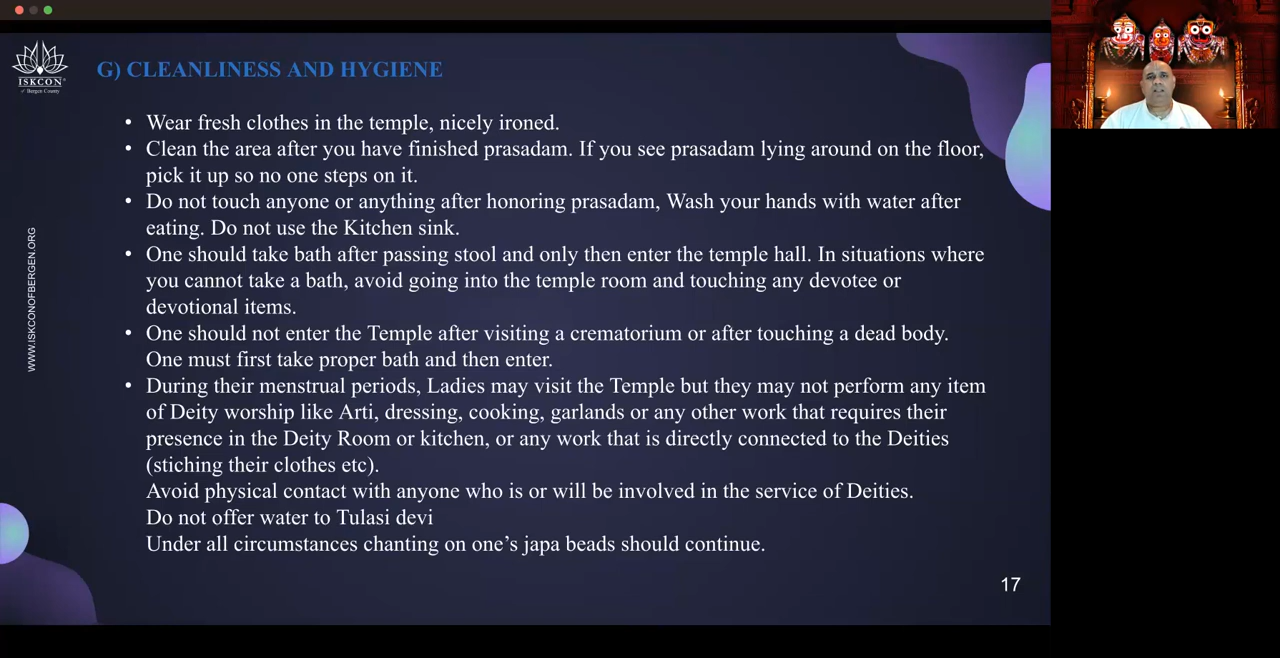 ISKCON
of Bergen County
G) CLEANLINESS AND HYGIENE
• Wear fresh clothes in the temple, nicely ironed.
• Clean the area after you have finished prasadam. If you see prasadam lying around on the floor,
pick it up so no one steps on it.
• Do not touch anyone or anything after honoring prasadam, Wash your hands with water after
eating. Do not use the Kitchen sink.
• One should take bath after passing stool and only then enter the temple hall. In situations where
you cannot take a bath, avoid going into the temple room and touching any devotee or
devotional items.
• One should not enter the Temple after visiting a crematorium or after touching a dead body.
One must first take proper bath and then enter.
• During their menstrual periods, Ladies may visit the Temple but they may not perform any item
of Deity worship like Arti, dressing, cooking, garlands or any other work that requires their
presence in the Deity Room or kitchen, or any work that is directly connected to the Deities
(stiching their clothes etc).
Avoid physical contact with anyone who is or will be involved in the service of Deities.
Do not offer water to Tulasi devi
Under all circumstances chanting on one’s japa beads should continue.
WWW.ISKCONOFBERGEN.ORG
17